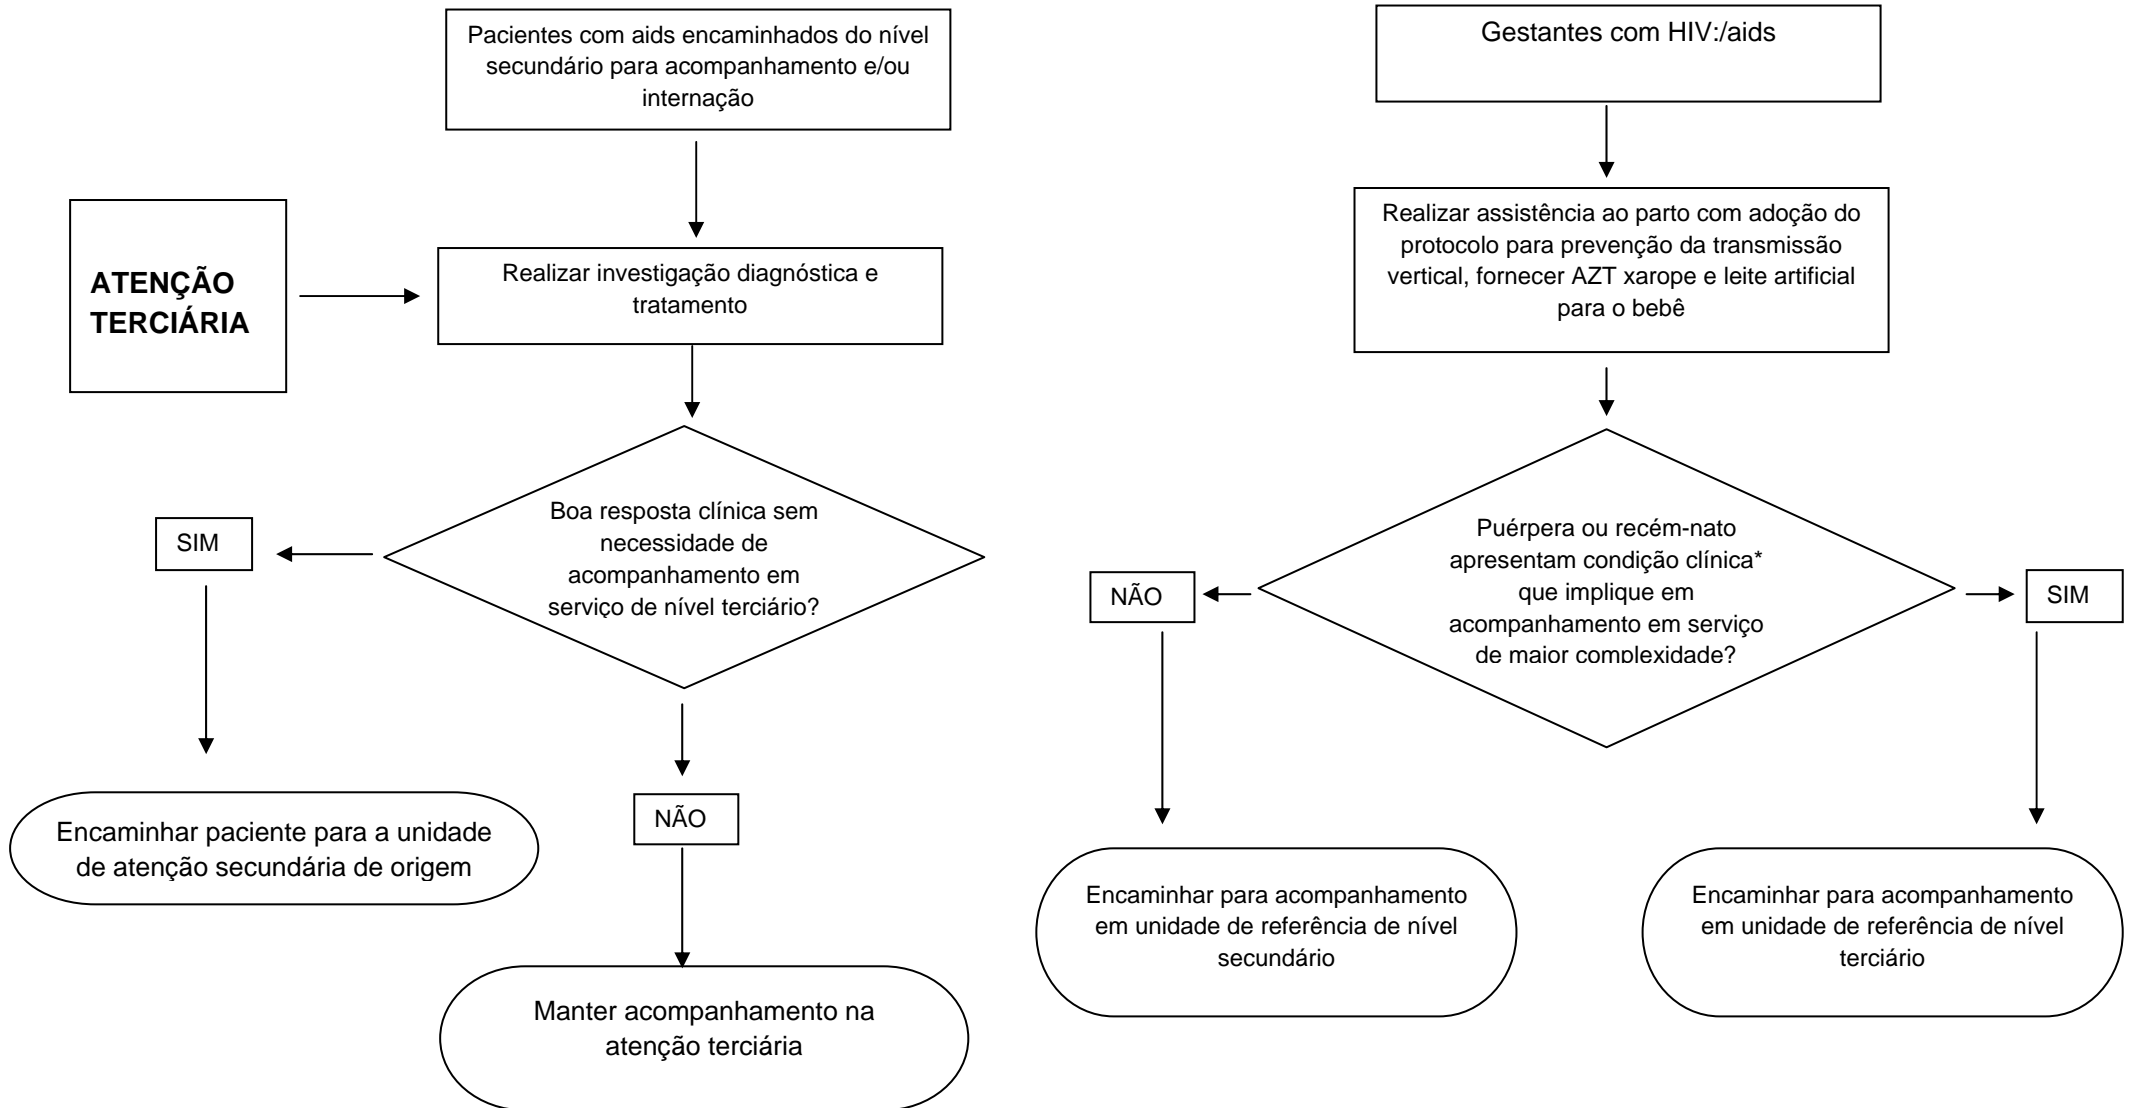 Pacientes com aids encaminhados do nível
secundário para acompanhamento e/ou
internação
ATENÇÃO
TERCIÁRIA
Realizar investigação diagnóstica e
tratamento
Boa resposta clínica sem
necessidade de
acompanhamento em
serviço de nível terciário?
SIM
Encaminhar paciente para a unidade
de atenção secundária de origem
NÃO
Manter acompanhamento na
atenção terciária
Gestantes com HIV:/aids
Realizar assistência ao parto com adoção do
protocolo para prevenção da transmissão
vertical, fornecer AZT xarope e leite artificial
para o bebê
Puérpera ou recém-nato
apresentam condição clínica*
que implique em
acompanhamento em serviço
de maior complexidade?
NÃO
SIM
Encaminhar para acompanhamento
em unidade de referência de nível
secundário
Encaminhar para acompanhamento
em unidade de referência de nível
terciário